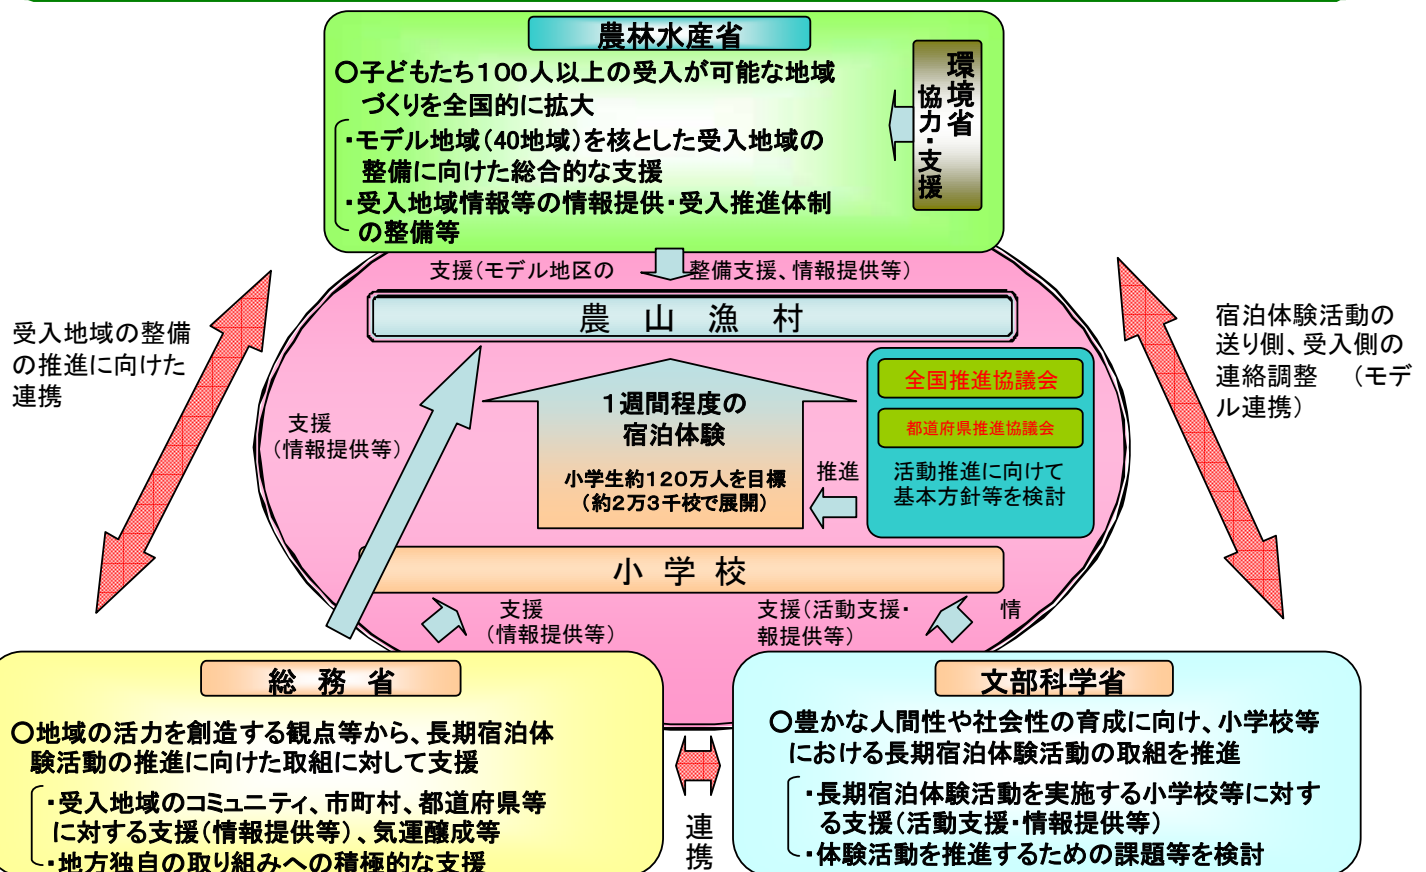 農林水産省
〇子どもたち100人以上の受入が可能な地域
づくりを全国的に拡大
・モデル地域(40地域)を核とした受入地域の
整備に向けた総合的な支援
・受入地域情報等の情報提供・受入推進体制
の整備等
環境省
協力・支援
支援(モデル地区の
整備支援、情報提供等)
農山漁村
受入地域の整備
の推進に向けた
連携
宿泊体験活動の
送り側、受入側の
連絡調整 (モデ
ル連携)
支援
(情報提供等)
1週間程度の
宿泊体験
小学生約120万人を目標
(約2万3千校で展開)
推進
全国推進協議会
都道府県推進協議会
活動推進に向けて
基本方針等を検討
小学校
支援
(情報提供等)
支援(活動支援・ 情
報提供等)
総務省
〇地域の活力を創造する観点等から、長期宿泊体
験活動の推進に向けた取組に対して支援
・受入地域のコミュニティ、市町村、都道府県等
に対する支援(情報提供等)、気運醸成等
・地方独自の取り組みへの積極的な支援
連携
文部科学省
〇豊かな人間性や社会性の育成に向け、小学校等
における長期宿泊体験活動の取組を推進
・長期宿泊体験活動を実施する小学校等に対す
る支援(活動支援・情報提供等)
・体験活動を推進するための課題等を検討